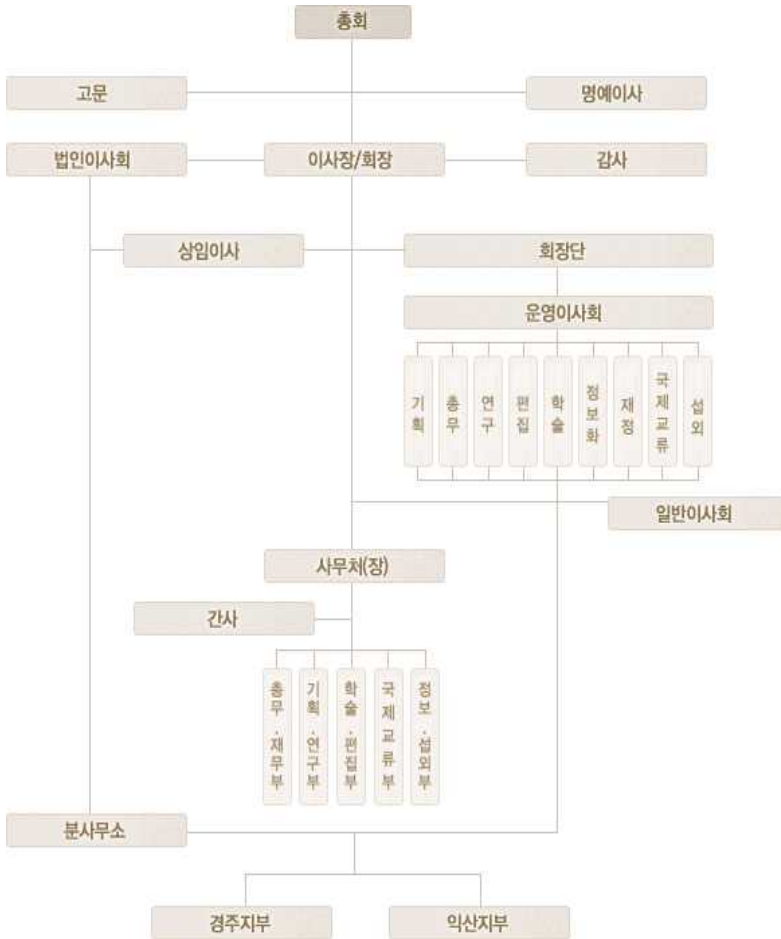 총회
고문
명예이사
법인이사회
이사장/회장
감사
상임이사
회장단
운영이사회
기획
총무
연구
편집
학술
정보화
재정
국제교류
섭외
일반이사회
사무처(장)
간사
총무.재무부
기획.연구부
학술.편집부
국제교류부
정보.섭외부
분사무소
경주지부
익산지부